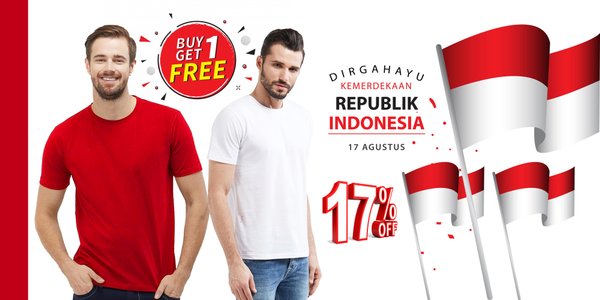 BUY 1
GET
FREE
DIRGAHAYU
KEMERDEKAAN
REPUBLIK
INDONESIA
17 AGUSTUS
17%
OFF